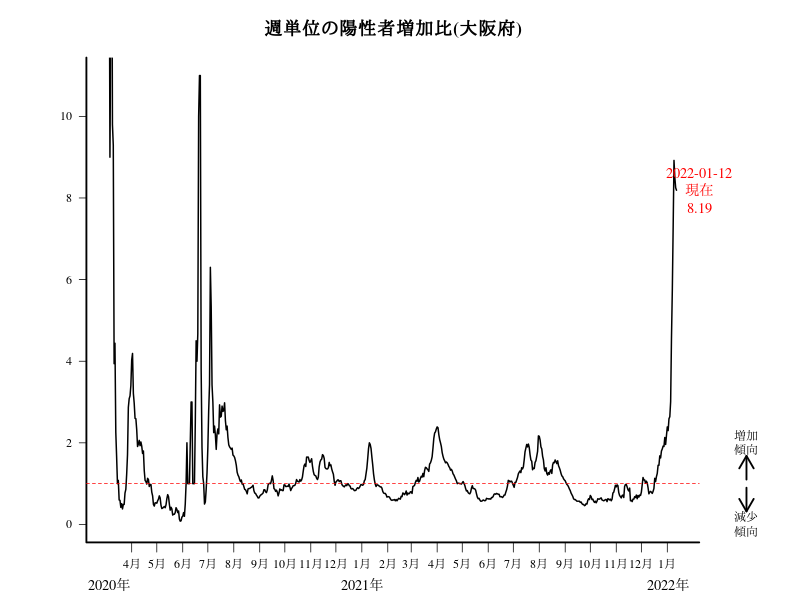 週単位の陽性者増加比(大阪府)
10
8
6
4
2
0
2022-01-12
現在
8.19
増加
傾向
減少
傾向
4月 5月 6月 7月 8月 9月 10月 11月 12月 1月 2月 3月 4月 5月 6月 7月 8月 9月 10月 11月 12月 1月
2020年 2021年 2022年